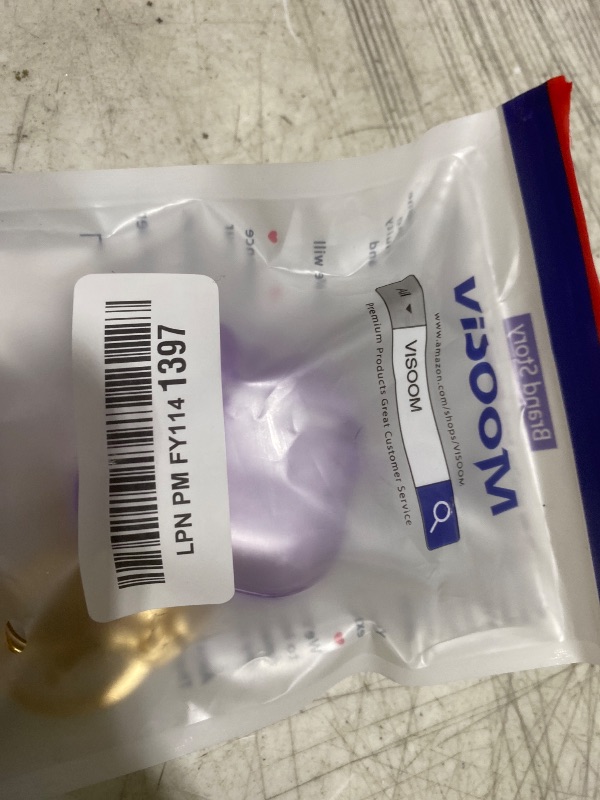 Brand Story
VISOOM
www.amazon.com/shops/VISOOM
All
VISOOM
Premium Products Great Customer Service
will
LPN PM FY114 1397